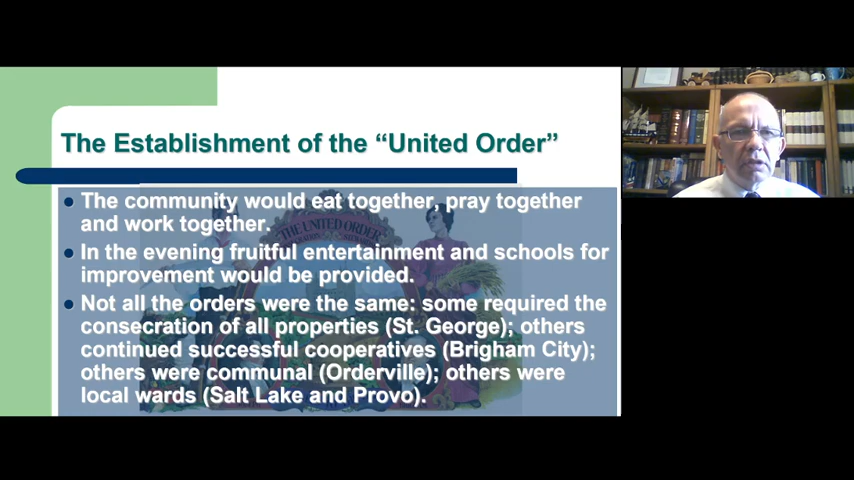 The Establishment of the “United Order”
• The community would eat together, pray together
and work together.
• In the evening fruitful entertainment and schools for
improvement would be provided.
• Not all the orders were the same: some required the
consecration of all properties (St. George); others
continued successful cooperatives (Brigham City);
others were communal (Orderville); others were
local wards (Salt Lake and Provo).
THE UNITED ORDER